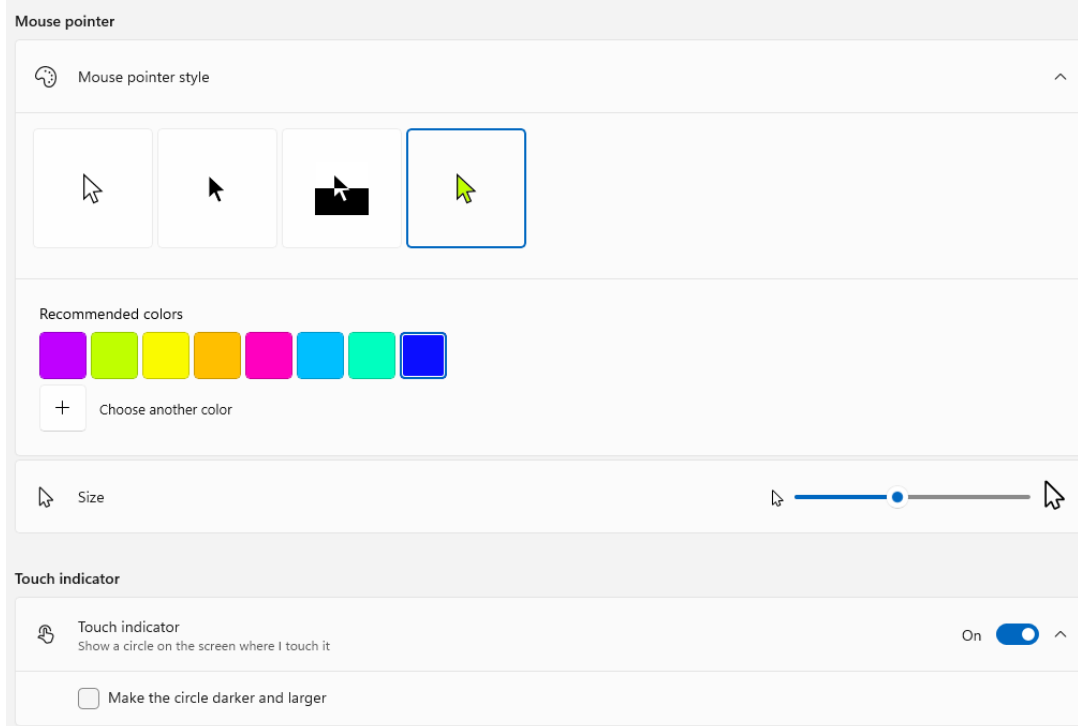 Mouse pointer
Mouse pointer style
Recommended colors
Choose another color
Size
Touch indicator
Touch indicator
Show a circle on the screen where I touch it
On
Make the circle darker and larger